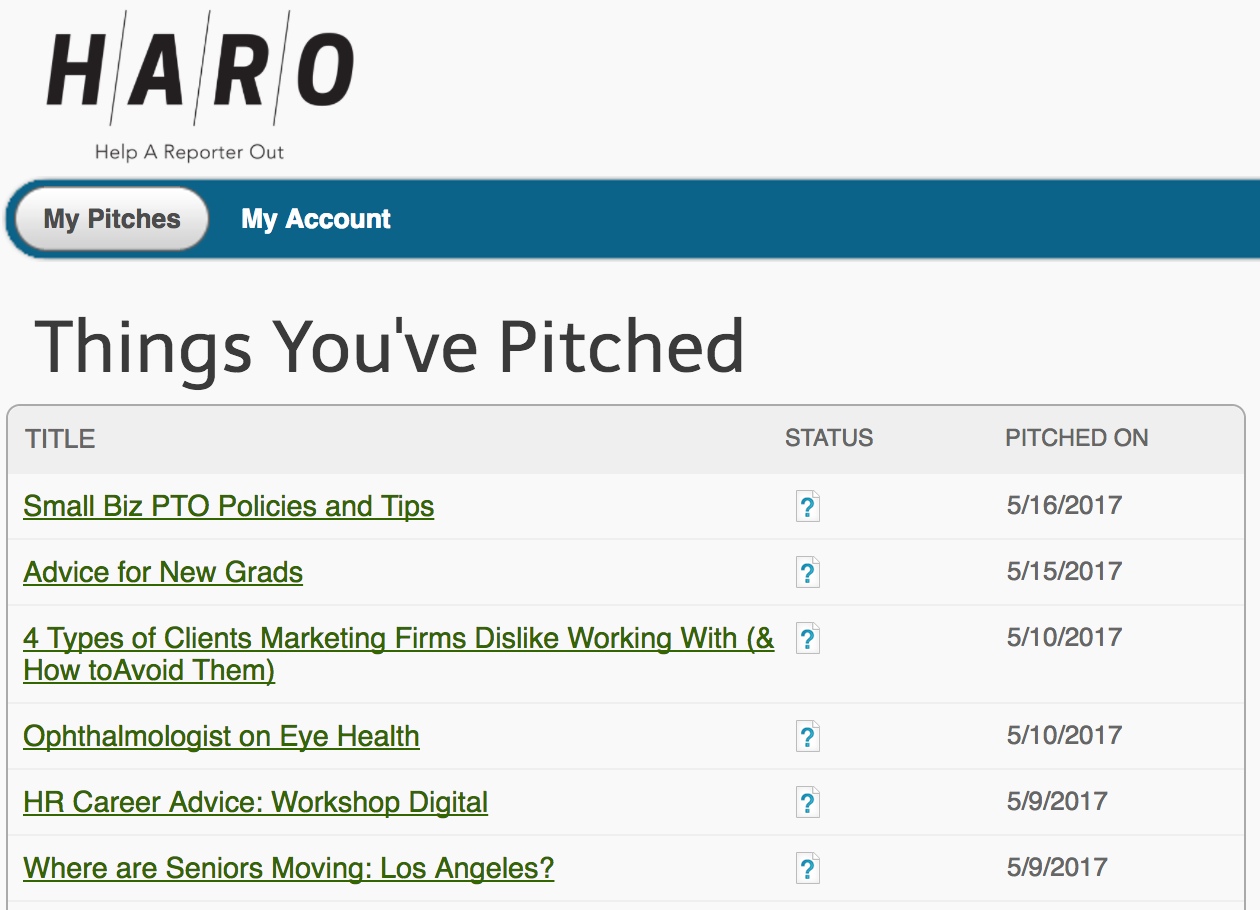 HARO
Help A Reporter Out
My Pitches My Account
Things You've Pitched
TITLE STATUS PITCHED ON
Small Biz PTO Policies and Tips ? 5/16/2017
Advice for New Grads ? 5/15/2017
4 Types of Clients Marketing Firms Dislike Working With (& ? 5/10/2017
How toAvoid Them)
Ophthalmologist on Eye Health ? 5/10/2017
HR Career Advice: Workshop Digital ? 5/9/2017
Where are Seniors Moving: Los Angeles? ? 5/9/2017